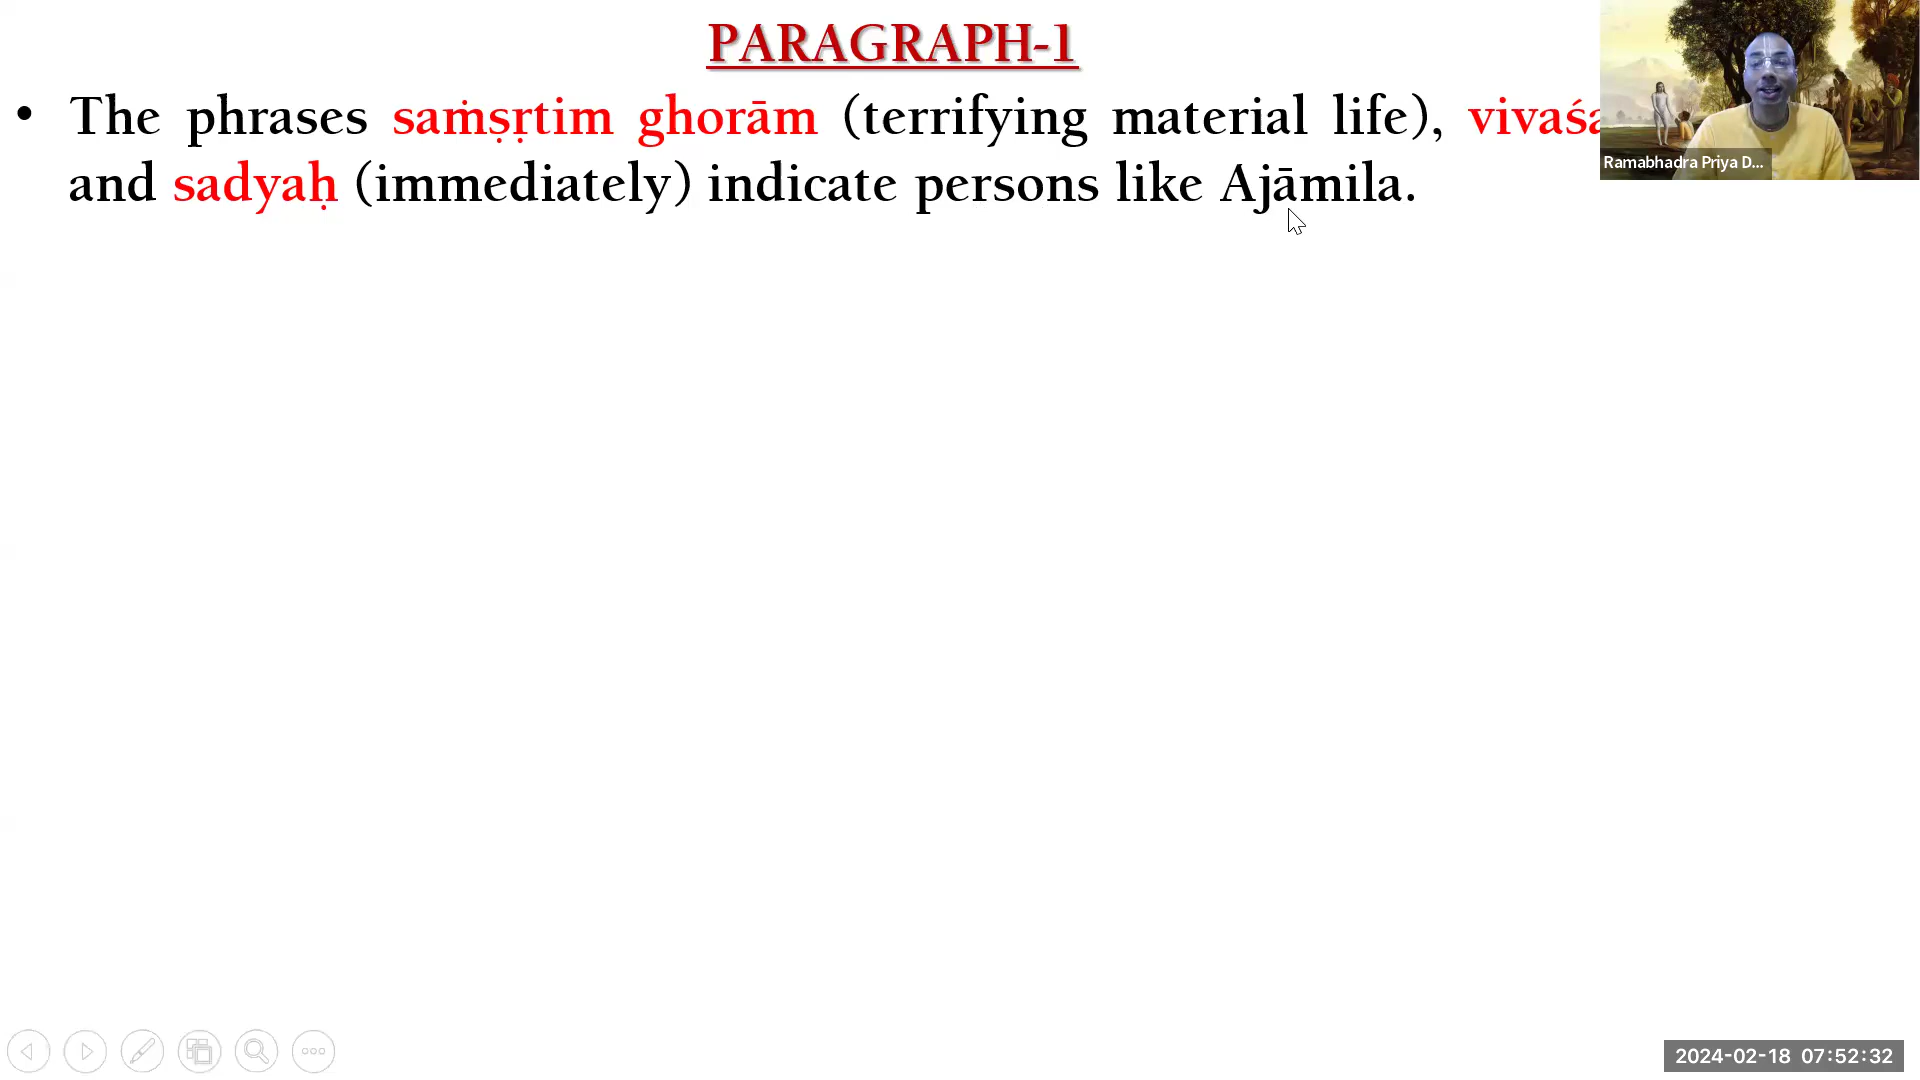 PARAGRAPH-1
• The phrases saṁsṛtim ghorām (terrifying material life),
and sadyaḥ (immediately) indicate persons like Ajāmila.
Ramabhadra Priya D...
2024-02-18 07:52:32